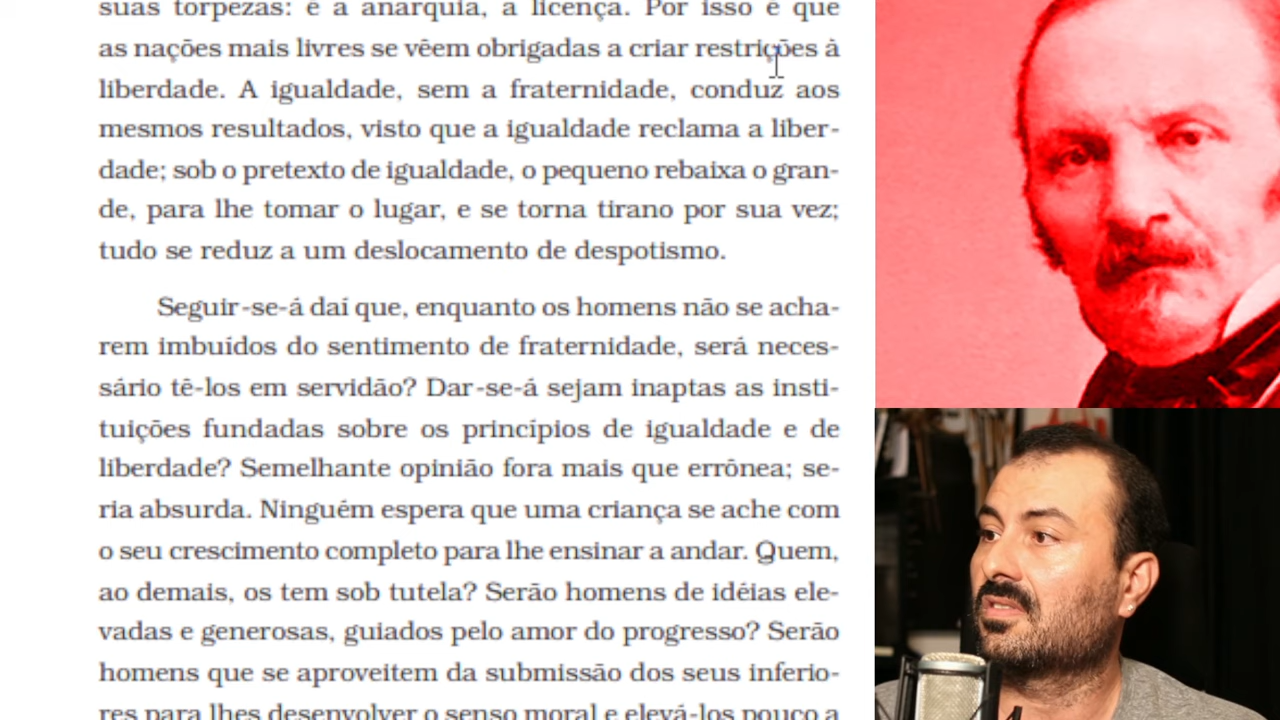 suas torpezas: é a anarquia, a licença. Por isso é que
as nações mais livres se vêem obrigadas a criar restrições à
liberdade. A igualdade, sem a fraternidade, conduz aos
mesmos resultados, visto que a igualdade reclama a liber-
dade; sob o pretexto de igualdade, o pequeno rebaixa o gran-
de, para lhe tomar o lugar, e se torna tirano por sua vez;
tudo se reduz a um deslocamento de despotismo.
Seguir-se-á daí que, enquanto os homens não se acha-
rem imbuídos do sentimento de fraternidade, será neces-
sário tê-los em servidão? Dar-se-á sejam inaptas as insti-
tuições fundadas sobre os princípios de igualdade e de
liberdade? Semelhante opinião fora mais que errônea; se-
ria absurda. Ninguém espera que uma criança se ache com
o seu crescimento completo para lhe ensinar a andar. Quem,
ao demais, os tem sob tutela? Serão homens de idéias ele-
vadas e generosas, guiados pelo amor do progresso? Serão
homens que se aproveitem da submissão dos seus inferio-
res para lhes desenvolver o senso moral e elevá-los pouco a